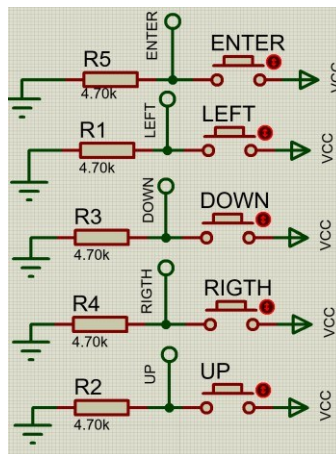 ENTER
R5
ENTER
4.70k
VCC
R1
LEFT
LEFT
4.70k
VCC
R3
DOWN
DOWN
4.70k
VCC
R4
RIGTH
RIGTH
4.70k
VCC
R2
UP
UP
4.70k
VCC